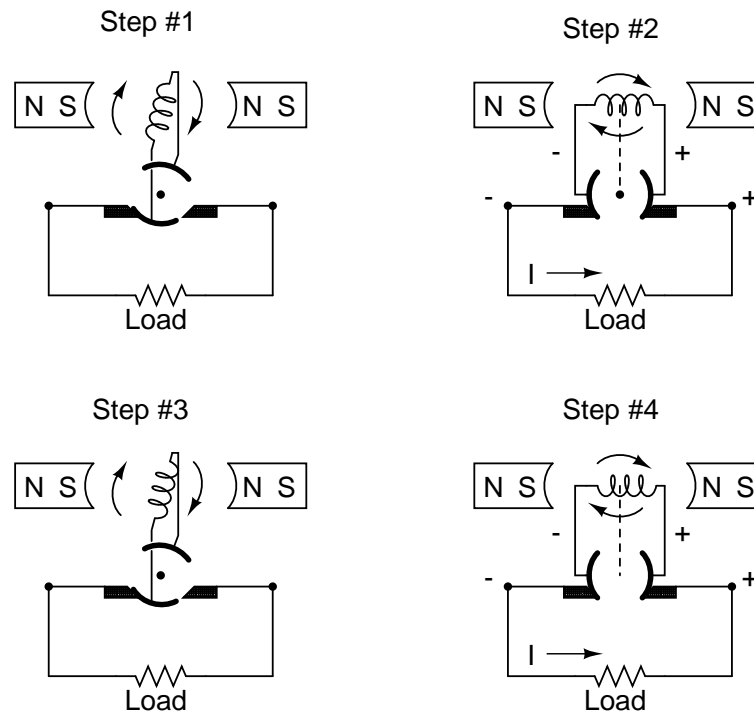 Step #1
N S
N S
Load
Step #2
N S
N S
- +
- +
I
Load
Step #3
N S
N S
Load
Step #4
N S
N S
- +
- +
I
Load